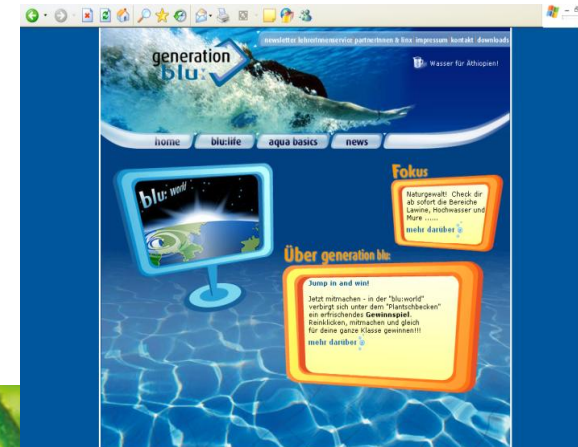 newsletter lehrerInnenservice partnerInnen & linx impressum kontakt downloads
generation
blu:
Wasser für Äthiopien!
home blu:life aqua basics news
blu: world
Fokus
Naturgewalt! Check dir
ab sofort die Bereiche
Lawine, Hochwasser und
Mure ......
mehr darüber
Über generation blu:
Jump in and win!
Jetzt mitmachen - in der "blu:world"
verbirgt sich unter dem "Plantschbecken"
ein erfrischendes Gewinnspiel.
Reinklicken, mitmachen und gleich
für deine ganze Klasse gewinnen!!!
mehr darüber